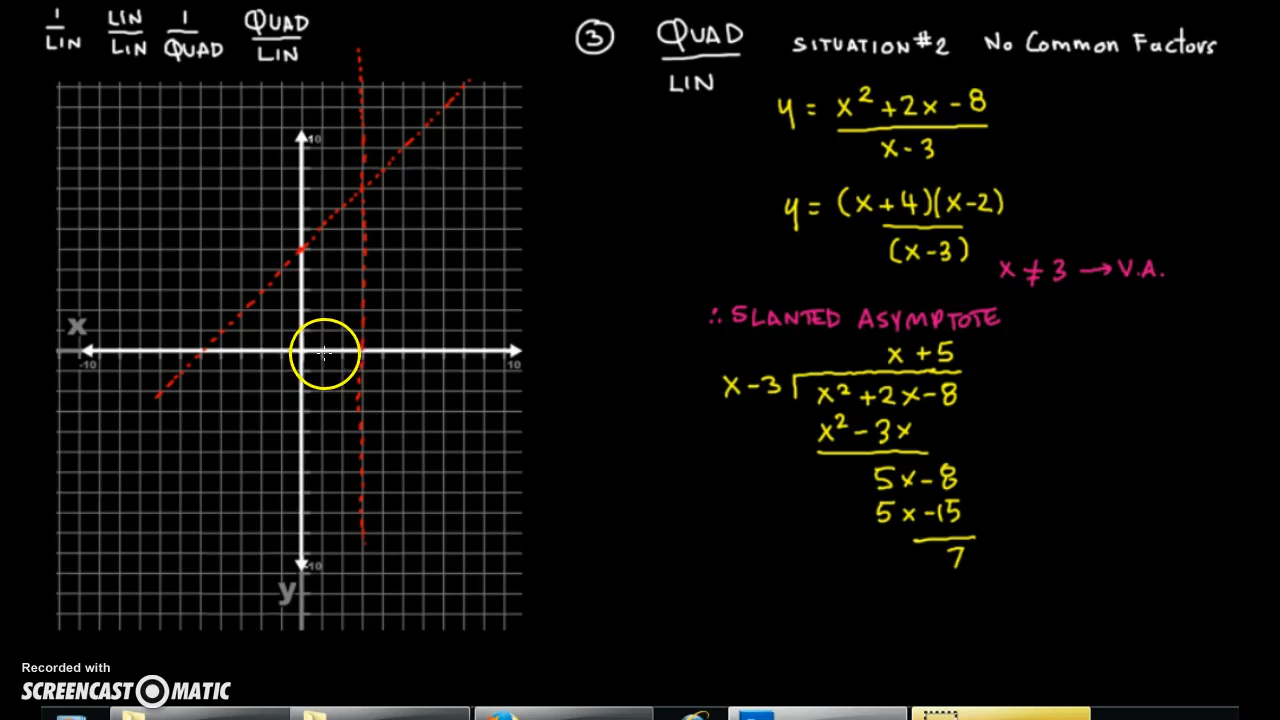 1/LIN LIN/LIN 1/QUAD QUAD/LIN
10
x
-10 10
-10
y
③ QUAD/LIN SITUATION #2 No Common Factors
y = x² + 2x - 8
x - 3
y = (x + 4)(x - 2)
(x - 3)
x ≠ 3 → V.A.
∴ SLANTED ASYMPTOTE
x + 5
x - 3 x² + 2x - 8
x² - 3x
5x - 8
5x - 15
7
Recorded with
SCREENCAST O MATIC